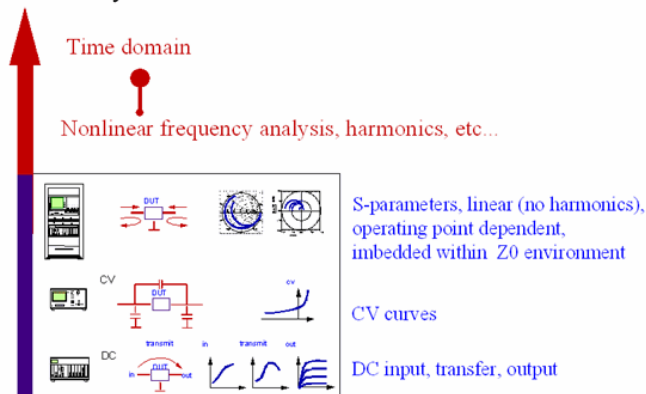 Time domain
Nonlinear frequency analysis, harmonics, etc...
DUT
S-parameters, linear (no harmonics),
operating point dependent,
imbedded within Z0 environment
CV
DUT
cv
CV curves
DC
transmit
in
transmit
out
in
DUT
out
DC input, transfer, output